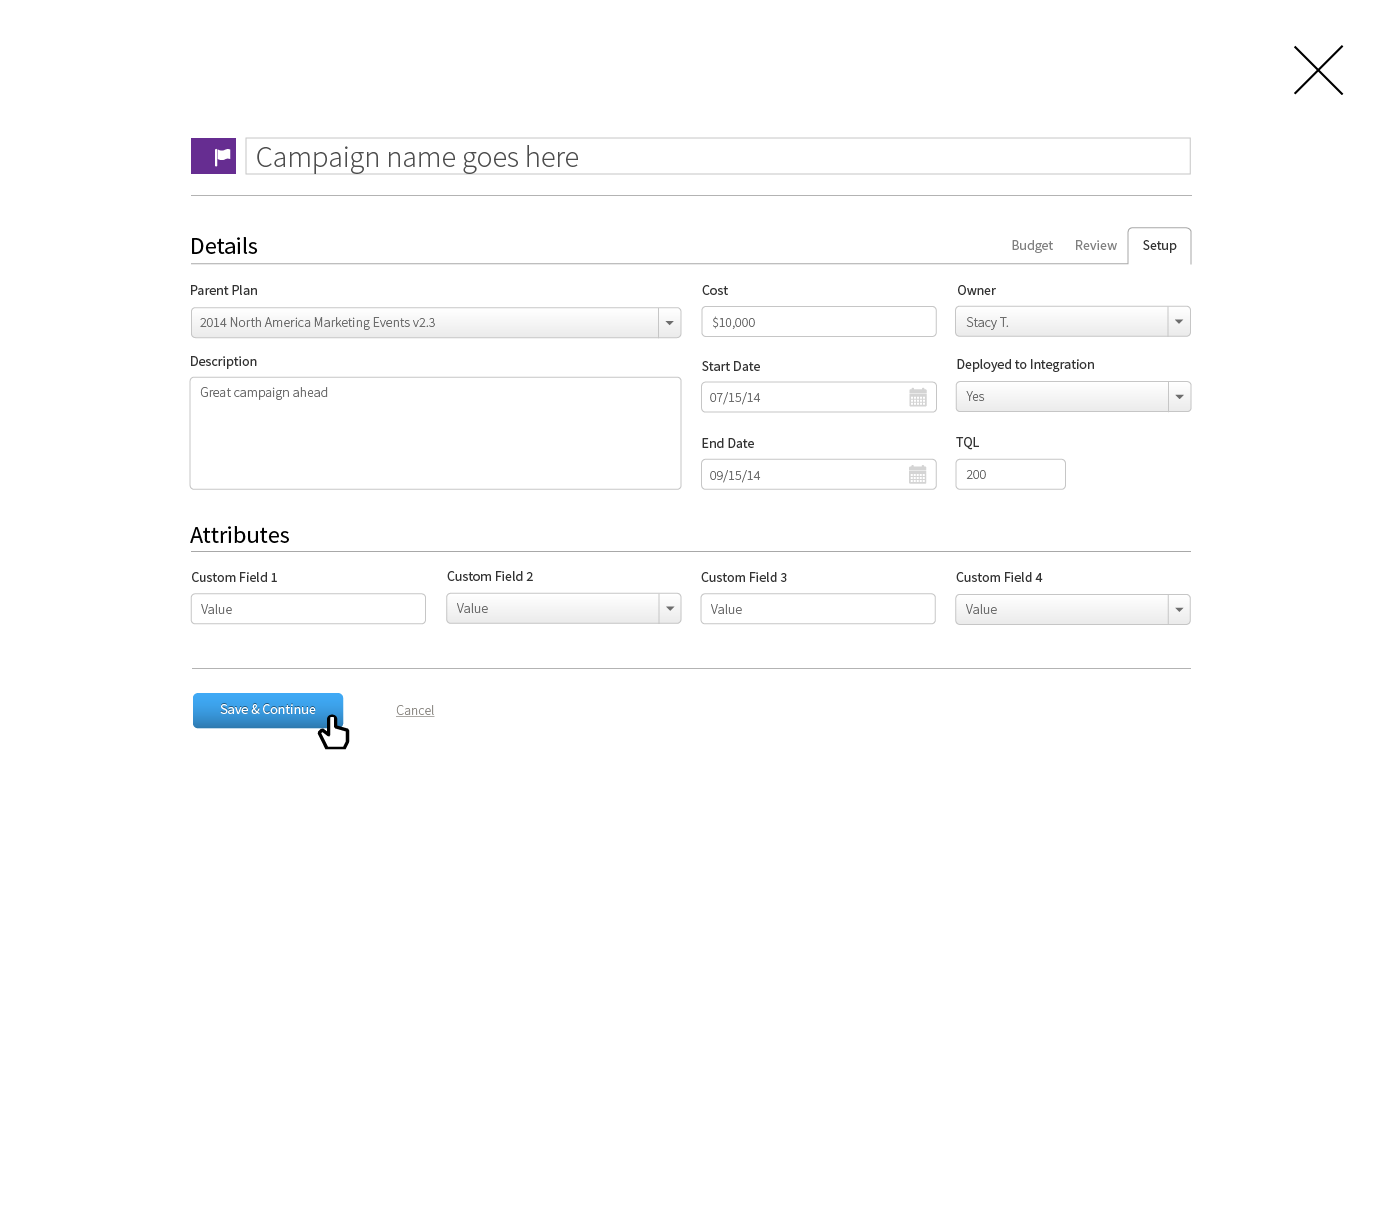 Campaign name goes here
Details
Budget Review Setup
Parent Plan
2014 North America Marketing Events v2.3
Description
Great campaign ahead
Cost
$10,000
Start Date
07/15/14
End Date
09/15/14
Owner
Stacy T.
Deployed to Integration
Yes
TQL
200
Attributes
Custom Field 1
Value
Custom Field 2
Value
Custom Field 3
Value
Custom Field 4
Value
Save & Continue
Cancel